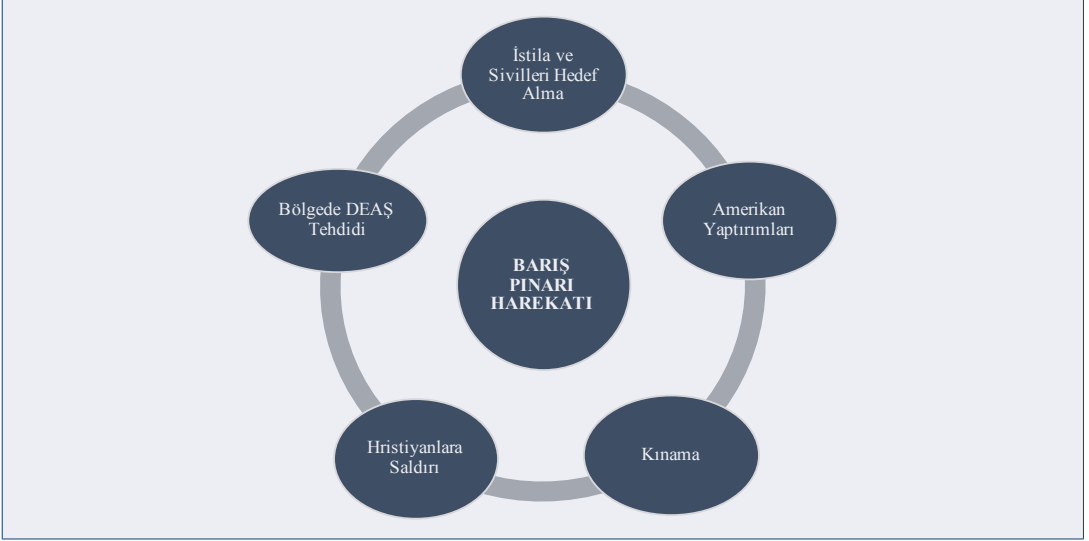 İstila ve
Sivilleri Hedef
Alma
Bölgede DEAŞ
Tehdidi
Amerikan
Yaptırımları
BARIŞ
PINARI
HAREKATI
Hristiyanlara
Saldırı
Kınama